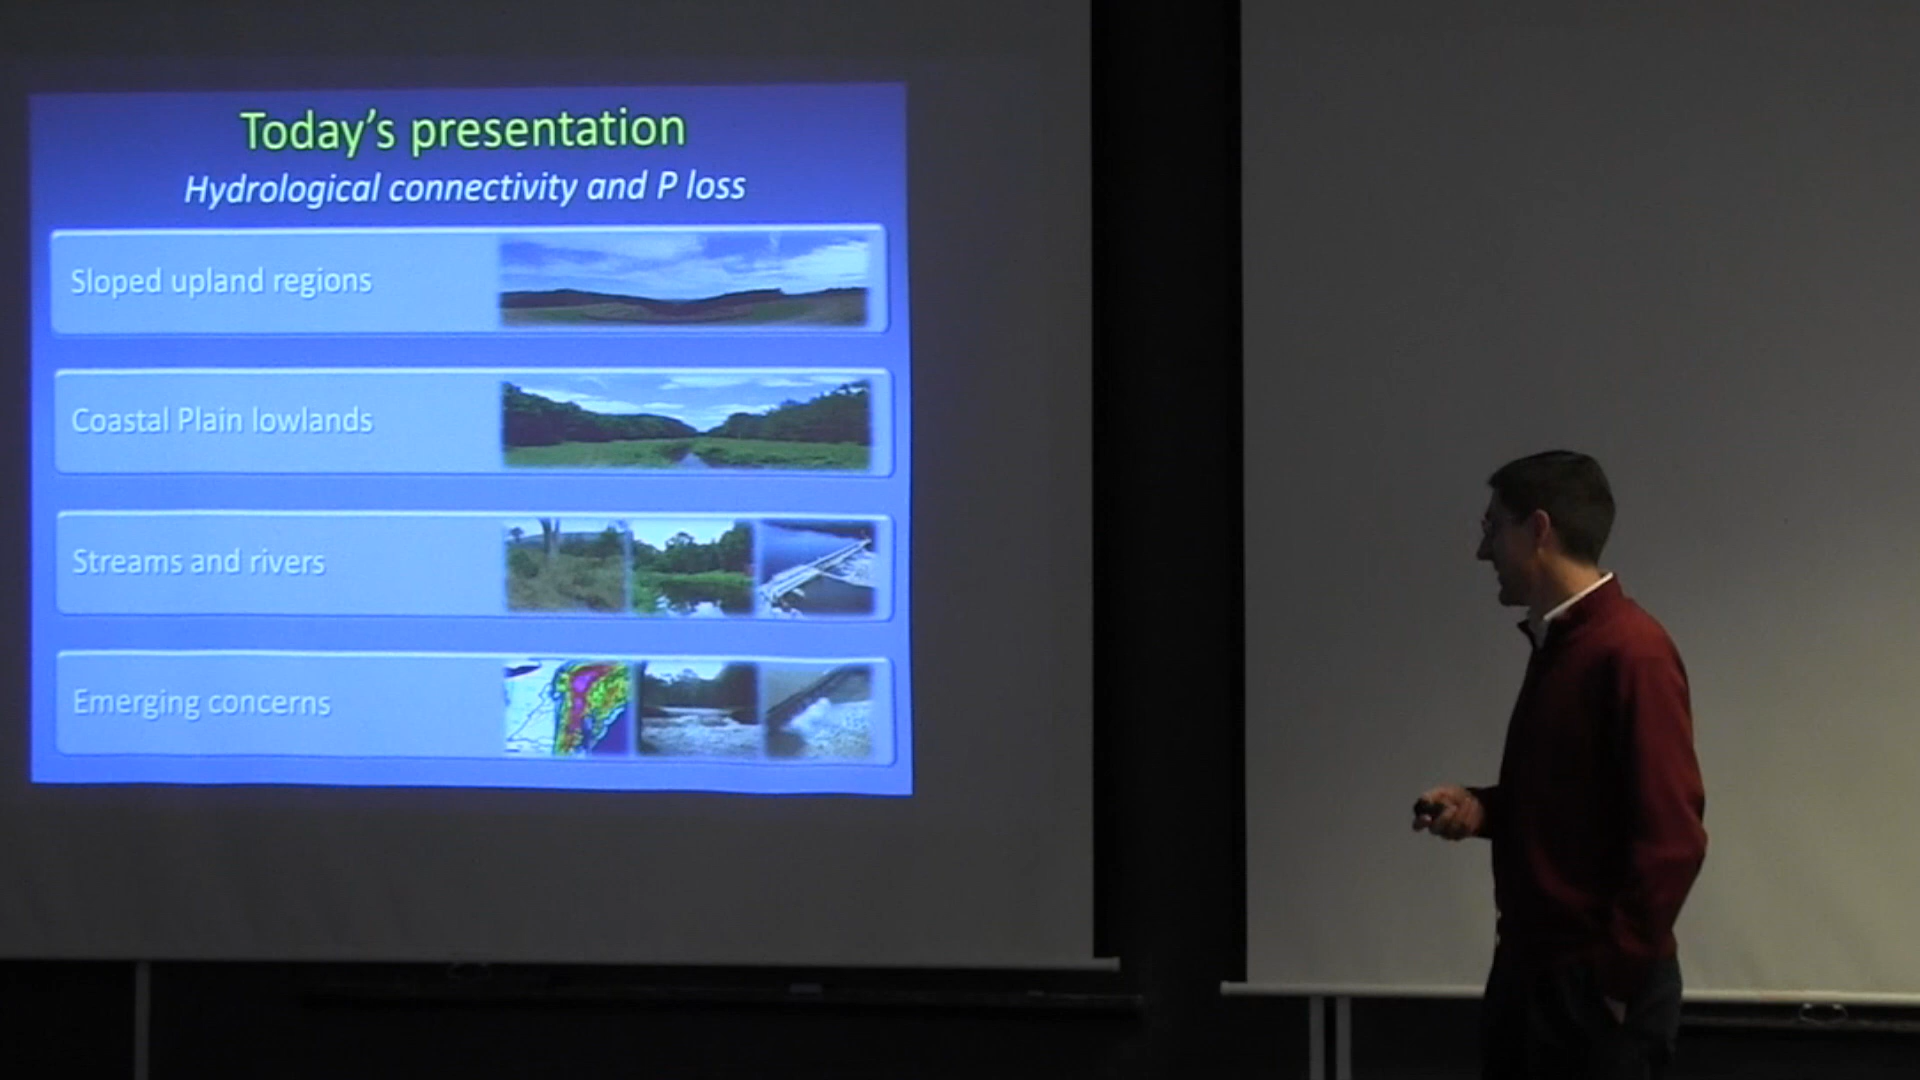 Today's presentation
Hydrological connectivity and P loss
Sloped upland regions
Coastal Plain lowlands
Streams and rivers
Emerging concerns